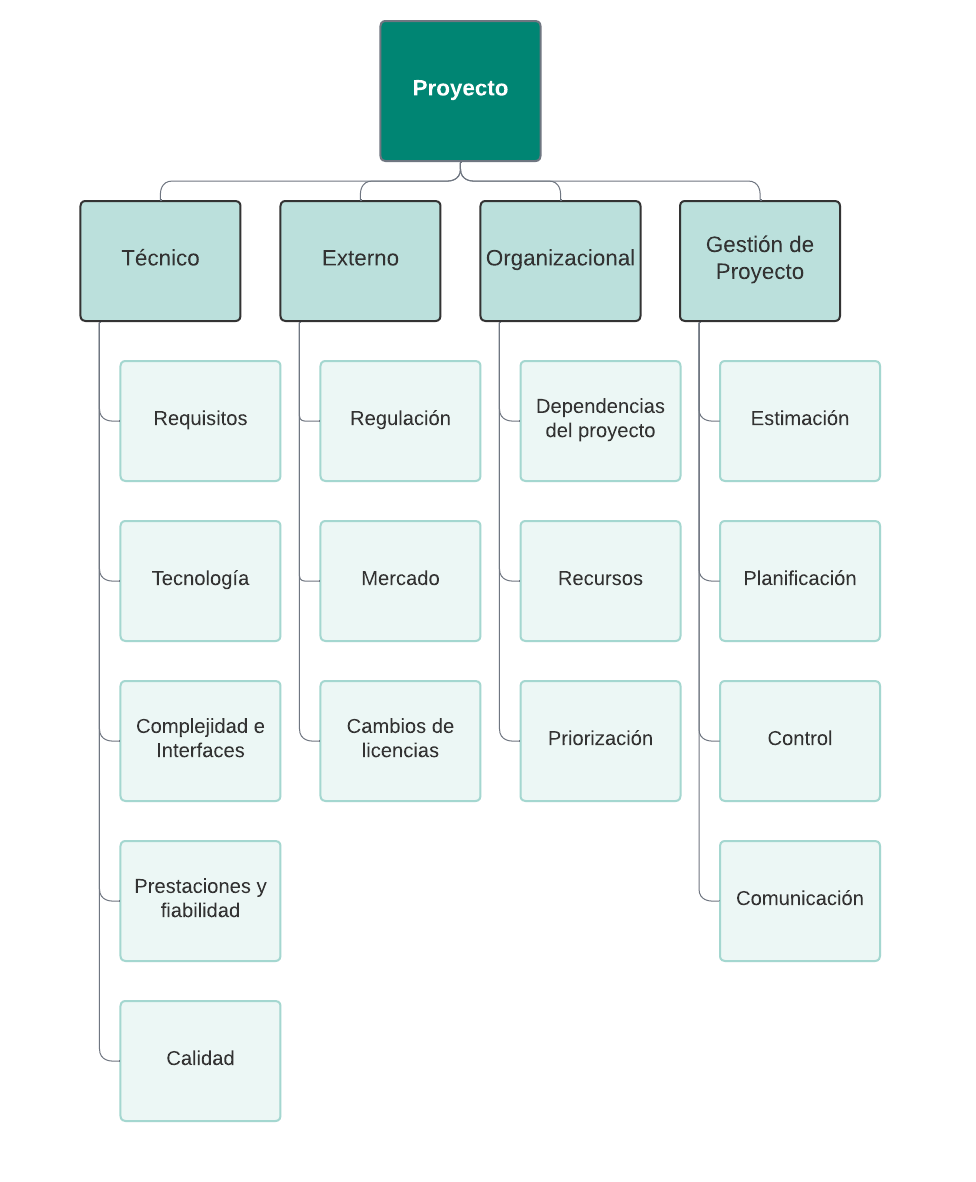 Proyecto
Técnico
Externo
Organizacional
Gestión de
Proyecto
Requisitos
Regulación
Dependencias
del proyecto
Estimación
Tecnología
Mercado
Recursos
Planificación
Complejidad e
Interfaces
Cambios de
licencias
Priorización
Control
Prestaciones y
fiabilidad
Comunicación
Calidad